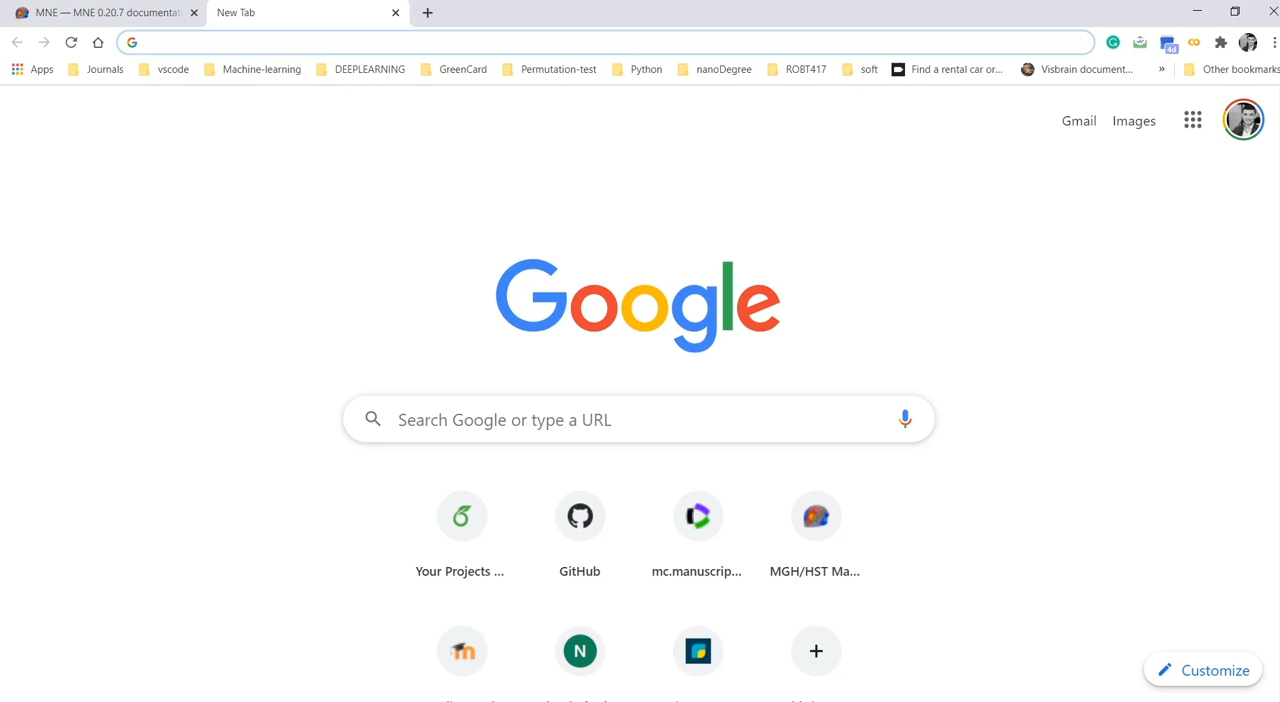 MNE — MNE 0.20.7 documentat
New Tab
Apps Journals vscode Machine-learning DEEPLEARNING GreenCard Permutation-test Python nanoDegree ROBT417 soft Find a rental car or... Visbrain document... » Other bookmarks
4d
Gmail Images
Google
Search Google or type a URL
Your Projects ... GitHub mc.manuscrip... MGH/HST Ma...
N
Customize